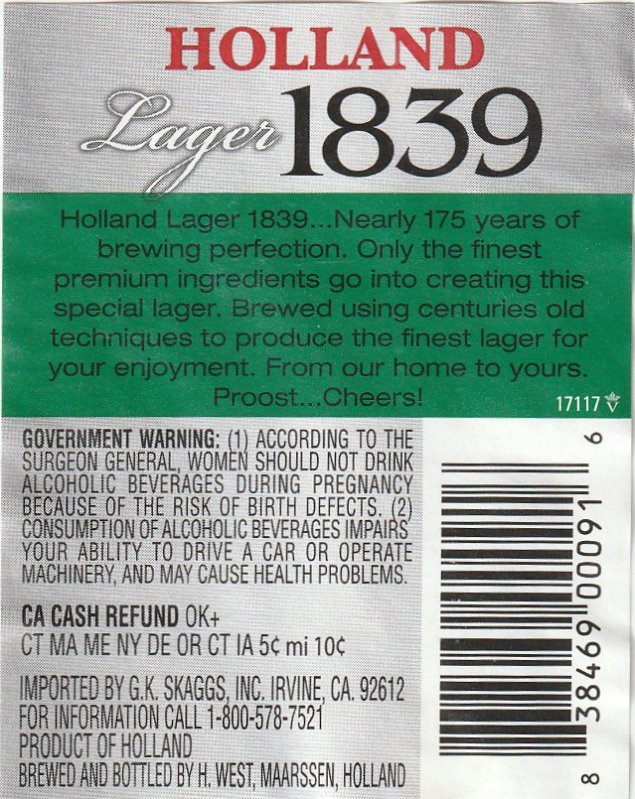 HOLLAND
Lager 1839
Holland Lager 1839...Nearly 175 years of
brewing perfection. Only the finest
premium ingredients go into creating this
special lager. Brewed using centuries old
techniques to produce the finest lager for
your enjoyment. From our home to yours.
Proost...Cheers!
17117
GOVERNMENT WARNING: (1) ACCORDING TO THE
SURGEON GENERAL, WOMEN SHOULD NOT DRINK
ALCOHOLIC BEVERAGES DURING PREGNANCY
BECAUSE OF THE RISK OF BIRTH DEFECTS. (2)
CONSUMPTION OF ALCOHOLIC BEVERAGES IMPAIRS
YOUR ABILITY TO DRIVE A CAR OR OPERATE
MACHINERY, AND MAY CAUSE HEALTH PROBLEMS.
CA CASH REFUND OK+
CT MA ME NY DE OR CT IA 5¢ mi 10¢
IMPORTED BY G.K. SKAGGS, INC. IRVINE, CA. 92612
FOR INFORMATION CALL 1-800-578-7521
PRODUCT OF HOLLAND
BREWED AND BOTTLED BY H. WEST, MAARSSEN, HOLLAND
8 38469 00091 6